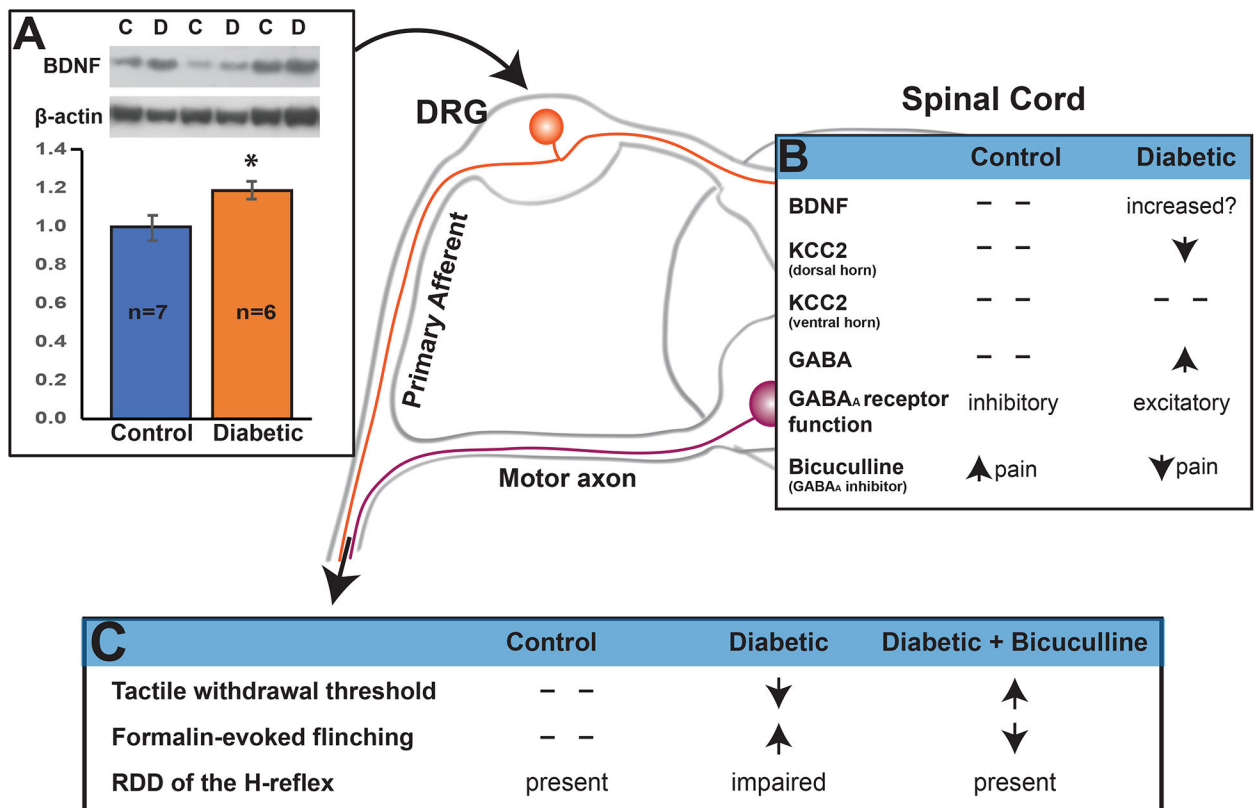 A
C D C D C D
BDNF
β-actin
1.4
*
1.2
1.0
0.8
0.6
n=7 n=6
0.4
0.2
0.0
Control Diabetic
DRG
Primary Afferent
Motor axon
Spinal Cord
B Control Diabetic
BDNF – – increased?
KCC2 – –
(dorsal horn)
KCC2 – – – –
(ventral horn)
GABA – –
GABAA receptor inhibitory excitatory
function
Bicuculline pain pain
(GABAA inhibitor)
C Control Diabetic Diabetic + Bicuculline
Tactile withdrawal threshold – –
Formalin-evoked flinching – –
RDD of the H-reflex present impaired present